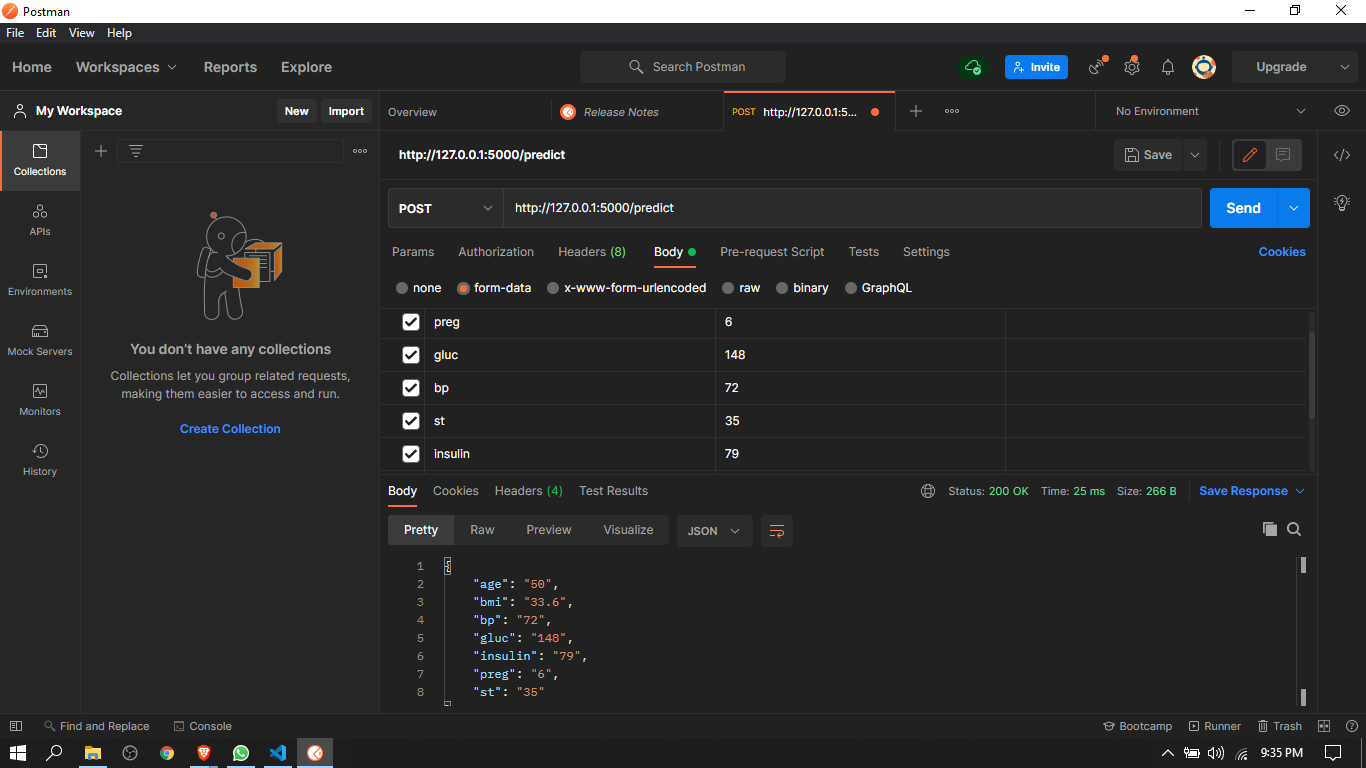 Postman
File Edit View Help
Home Workspaces Reports Explore Search Postman Invite Upgrade
My Workspace New Import Overview Release Notes POST http://127.0.0.1:5... No Environment
http://127.0.0.1:5000/predict Save
Collections
POST http://127.0.0.1:5000/predict Send
APIs
Params Authorization Headers (8) Body Pre-request Script Tests Settings Cookies
Environments
none form-data x-www-form-urlencoded raw binary GraphQL
preg 6
Mock Servers
You don't have any collections
gluc 148
Collections let you group related requests,
making them easier to access and run.
bp 72
Monitors
Create Collection
st 35
insulin 79
History
Body Cookies Headers (4) Test Results Status: 200 OK Time: 25 ms Size: 266 B Save Response
Pretty Raw Preview Visualize JSON
1 {
2 "age": "50",
3 "bmi": "33.6",
4 "bp": "72",
5 "gluc": "148",
6 "insulin": "79",
7 "preg": "6",
8 "st": "35"
Find and Replace Console Bootcamp Runner Trash
9:35 PM